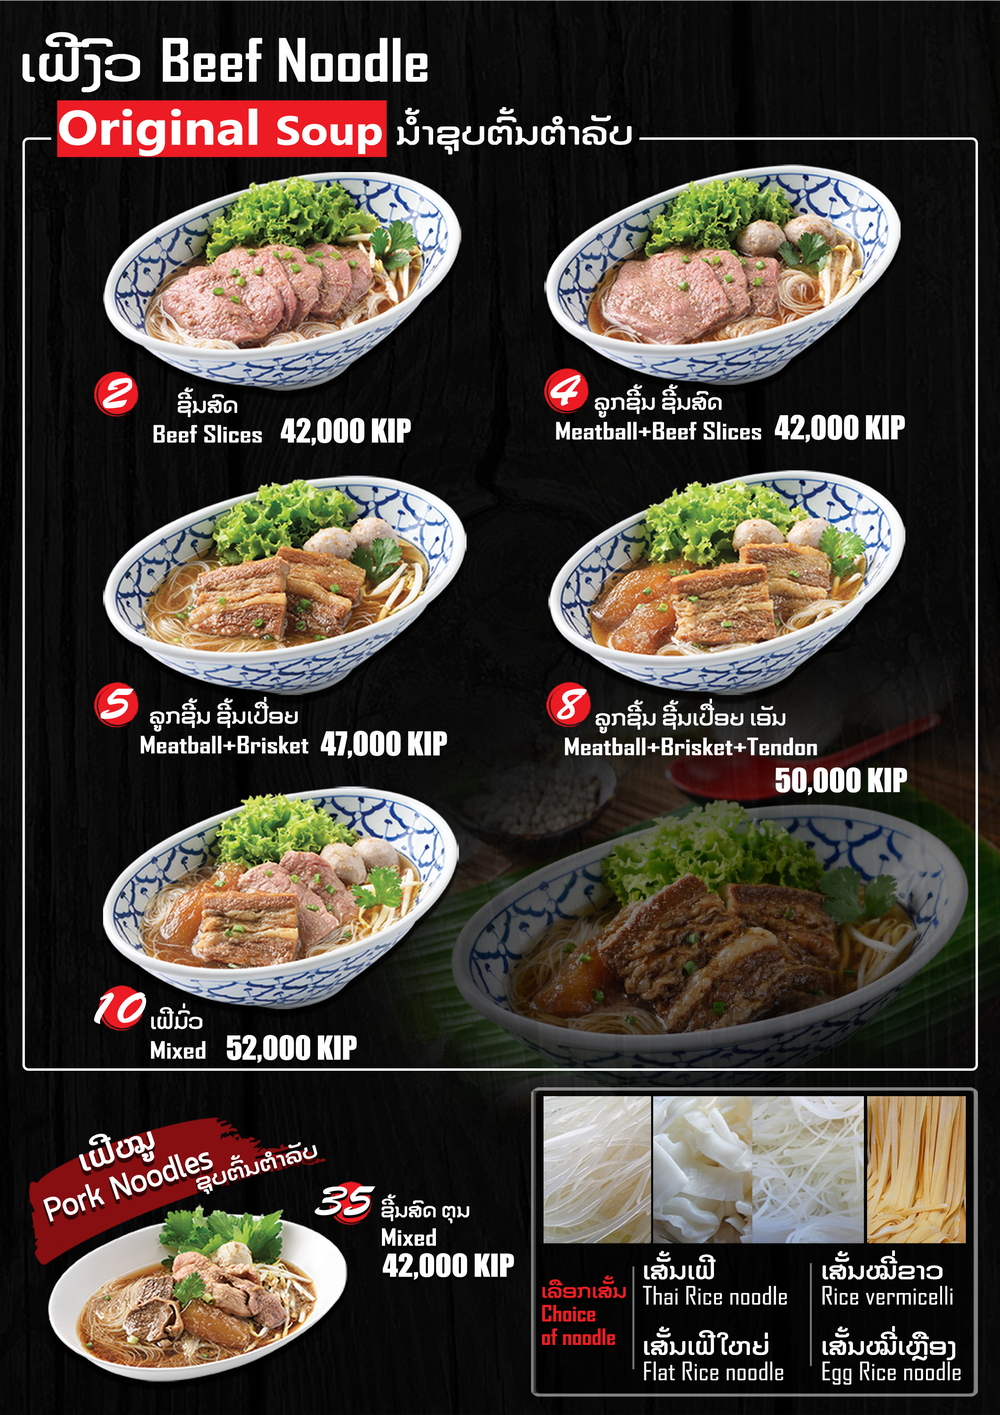 ເຝີງົວ Beef Noodle
Original Soup ນ້ຳຊຸບຕົ້ນຕຳລັບ
2 ຊີ້ນສົດ
Beef Slices 42,000 KIP
4 ລູກຊີ້ນ ຊີ້ນສົດ
Meatball+Beef Slices 42,000 KIP
5 ລູກຊີ້ນ ຊີ້ນເປື່ອຍ
Meatball+Brisket 47,000 KIP
8 ລູກຊີ້ນ ຊີ້ນເປື່ອຍ ເອັນ
Meatball+Brisket+Tendon
50,000 KIP
10 ເຝີມົ່ວ
Mixed 52,000 KIP
ເຝີໝູ
Pork Noodles
ຊຸບຕົ້ນຕຳລັບ
35 ຊີ້ນສົດ ຕຸນ
Mixed
42,000 KIP
ເລືອກເສັ້ນ
Choice
of noodle
ເສັ້ນເຝີ
Thai Rice noodle
ເສັ້ນເຝີໃຫຍ່
Flat Rice noodle
ເສັ້ນໝີ່ຂາວ
Rice vermicelli
ເສັ້ນໝີ່ເຫຼືອງ
Egg Rice noodle